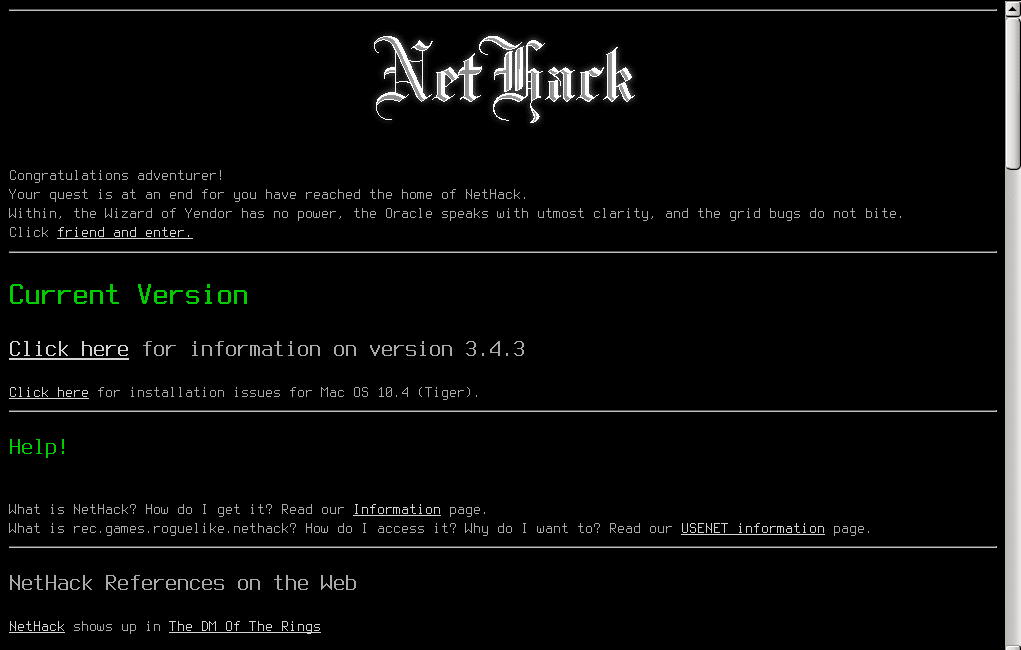 NetHack
Congratulations adventurer!
Your quest is at an end for you have reached the home of NetHack.
Within, the Wizard of Yendor has no power, the Oracle speaks with utmost clarity, and the grid bugs do not bite.
Click friend and enter.
Current Version
Click here for information on version 3.4.3
Click here for installation issues for Mac OS 10.4 (Tiger).
Help!
What is NetHack? How do I get it? Read our Information page.
What is rec.games.roguelike.nethack? How do I access it? Why do I want to? Read our USENET information page.
NetHack References on the Web
NetHack shows up in The DM Of The Rings